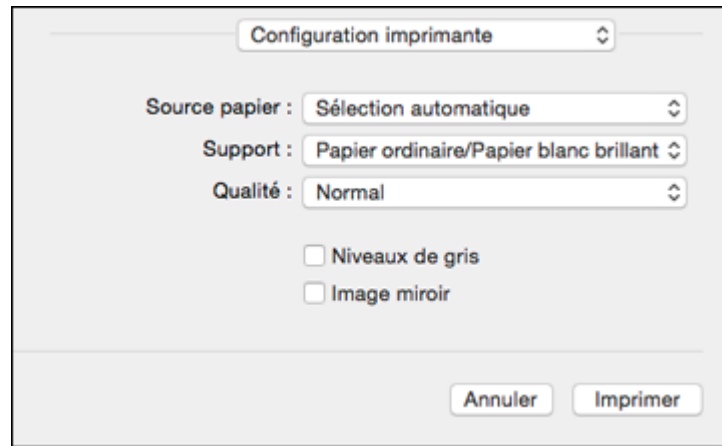 Configuration imprimante
Source papier : Sélection automatique
Support : Papier ordinaire/Papier blanc brillant
Qualité : Normal
Niveaux de gris
Image miroir
Annuler Imprimer